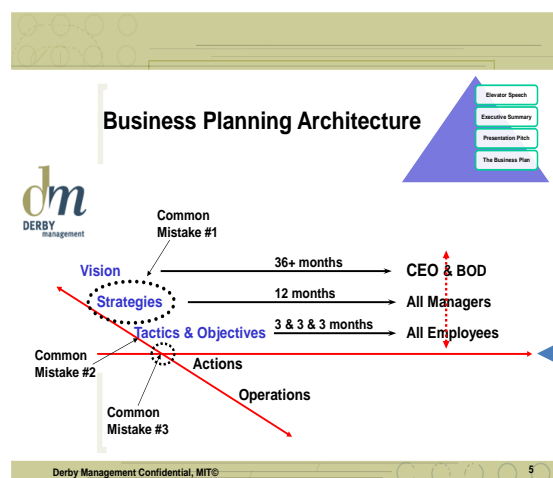 Elevator Speech
Executive Summary
Presentation Pitch
The Business Plan
Business Planning Architecture
dm
DERBY
management
Common
Mistake #1
Vision
36+ months
CEO & BOD
Strategies
12 months
All Managers
Tactics & Objectives
3 & 3 & 3 months
All Employees
Common
Mistake #2
Actions
Operations
Common
Mistake #3
Derby Management Confidential, MIT©
5